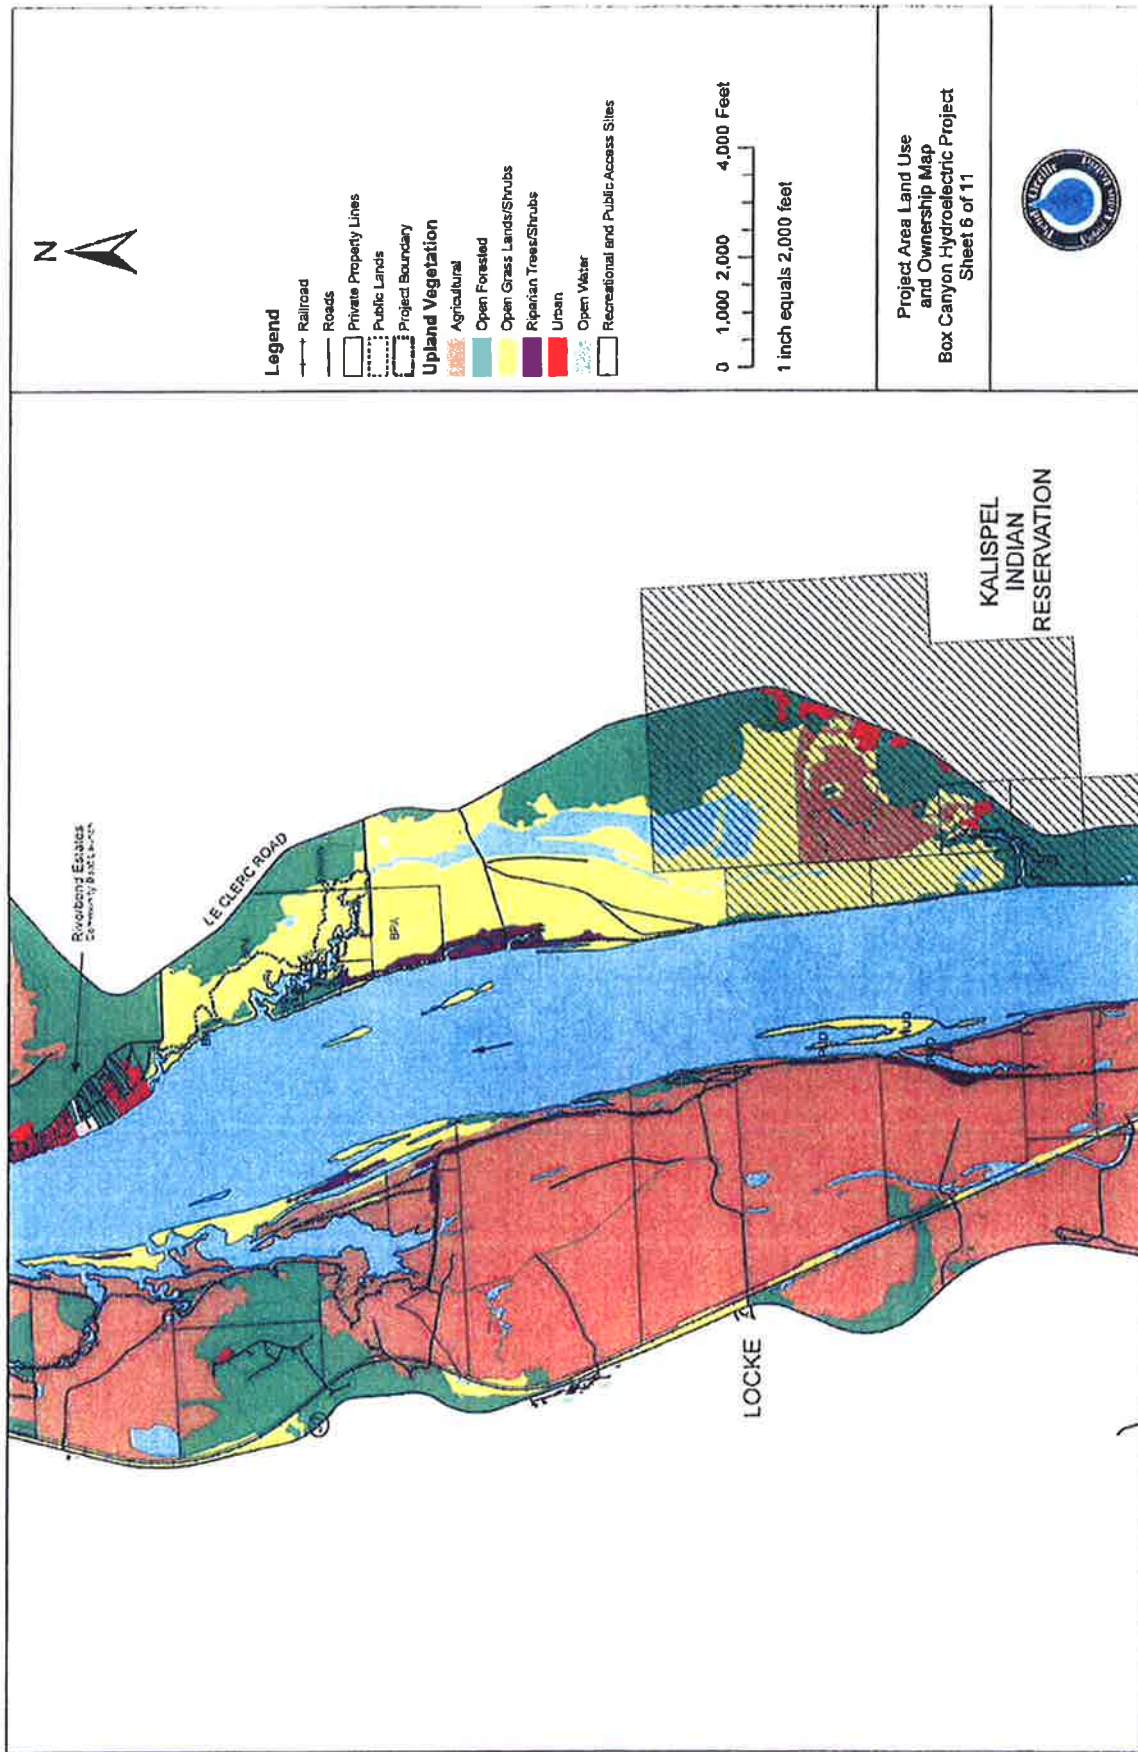 N
Legend
Railroad
Roads
Private Property Lines
Public Lands
Project Boundary
Upland Vegetation
Agricultural
Open Forested
Open Grass Lands/Shrubs
Riparian Trees/Shrubs
Urban
Open Water
Recreational and Public Access Sites
0 1,000 2,000 4,000 Feet
1 inch equals 2,000 feet
Project Area Land Use
and Ownership Map
Box Canyon Hydroelectric Project
Sheet 6 of 11
Riverbend Estates
Community Boat Launch
LE CLERC ROAD
BPA
KALISPEL
INDIAN
RESERVATION
LOCKE